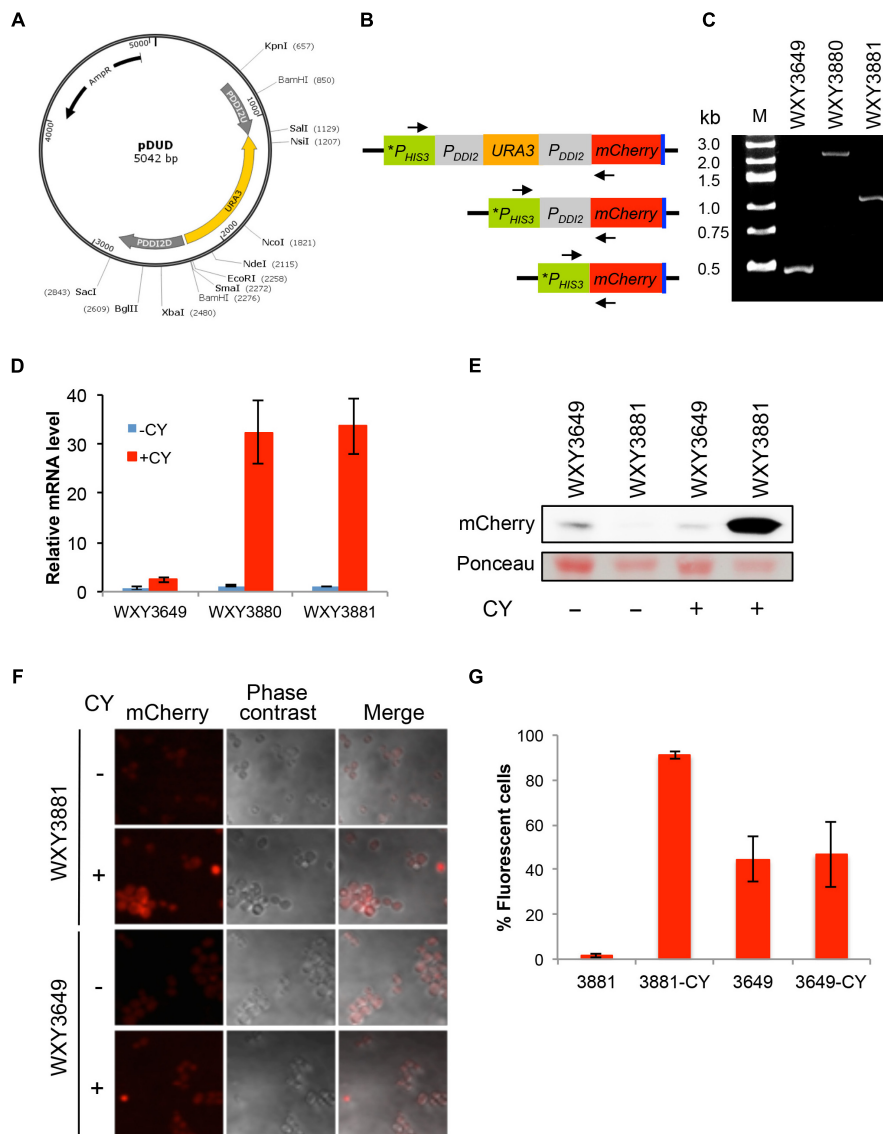 A
5000
KpnI (657)
BamHI (850)
AmpR
PDDI2U
1000
4000
SalI (1129)
NsiI (1207)
pDUD
5042 bp
URA3
NcoI (1821)
2000
3000
PDDI2D
NdeI (2115)
EcoRI (2258)
SmaI (2272)
BamHI (2276)
(2843) SacI
(2609) BglII
XbaI (2480)
B
*PHIS3 PDDI2 URA3 PDDI2 mCherry
*PHIS3 PDDI2 mCherry
*PHIS3 mCherry
C
WXY3649
WXY3880
WXY3881
kb M
3.0
2.0
1.5
1.0
0.75
0.5
D
Relative mRNA level
40
30
20
10
0
-CY
+CY
WXY3649 WXY3880 WXY3881
E
WXY3649
WXY3881
WXY3649
WXY3881
mCherry
Ponceau
CY – – + +
F
CY mCherry Phase contrast Merge
WXY3881
-
+
WXY3649
-
+
G
% Fluorescent cells
100
80
60
40
20
0
3881 3881-CY 3649 3649-CY